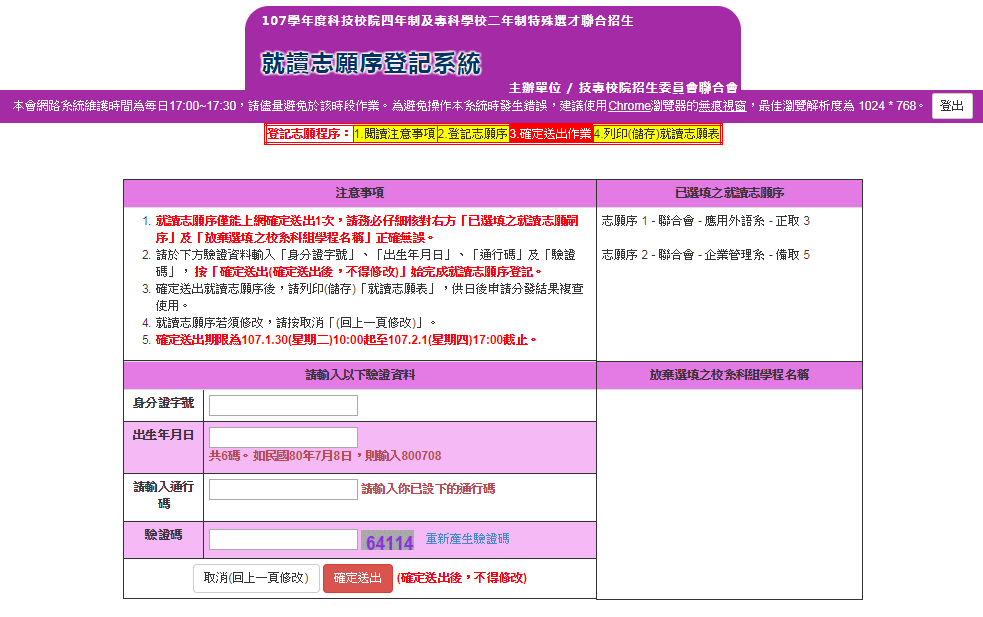 107學年度科技校院四年制及專科學校二年制特殊選才聯合招生
就讀志願序登記系統
主辦單位 / 技專校院招生委員會聯合會
本會網路系統維護時間為每日17:00~17:30，請儘量避免於該時段作業。為避免操作本系統時發生錯誤，建議使用Chrome瀏覽器的無痕視窗，最佳瀏覽解析度為 1024 * 768。 登出
登記志願程序：1.閱讀注意事項 2.登記志願序 3.確定送出作業 4.列印(儲存)就讀志願表
注意事項
1. 就讀志願序僅能上網確定送出1次，請務必仔細核對右方「已選填之就讀志願嗣
序」及「放棄選填之校系科組學程名稱」正確無誤。
2. 請於下方驗證資料輸入「身分證字號」、「出生年月日」、「通行碼」及「驗證
碼」，按「確定送出(確定送出後，不得修改)」始完成就讀志願序登記。
3. 確定送出就讀志願序後，請列印(儲存)「就讀志願表」，供日後申請分發結果複查
使用。
4. 就讀志願序若須修改，請按取消「(回上一頁修改)」。
5. 確定送出期限為107.1.30(星期二)10:00起至107.2.1(星期四)17:00截止。
已選填之就讀志願序
志願序 1 - 聯合會 - 應用外語系 - 正取 3
志願序 2 - 聯合會 - 企業管理系 - 備取 5
請輸入以下驗證資料
身分證字號
出生年月日
共6碼。如民國80年7月8日，則輸入800708
請輸入通行
碼
請輸入你已設下的通行碼
驗證碼
64114 重新產生驗證碼
取消(回上一頁修改) 確定送出 (確定送出後，不得修改)
放棄選填之校系科組學程名稱